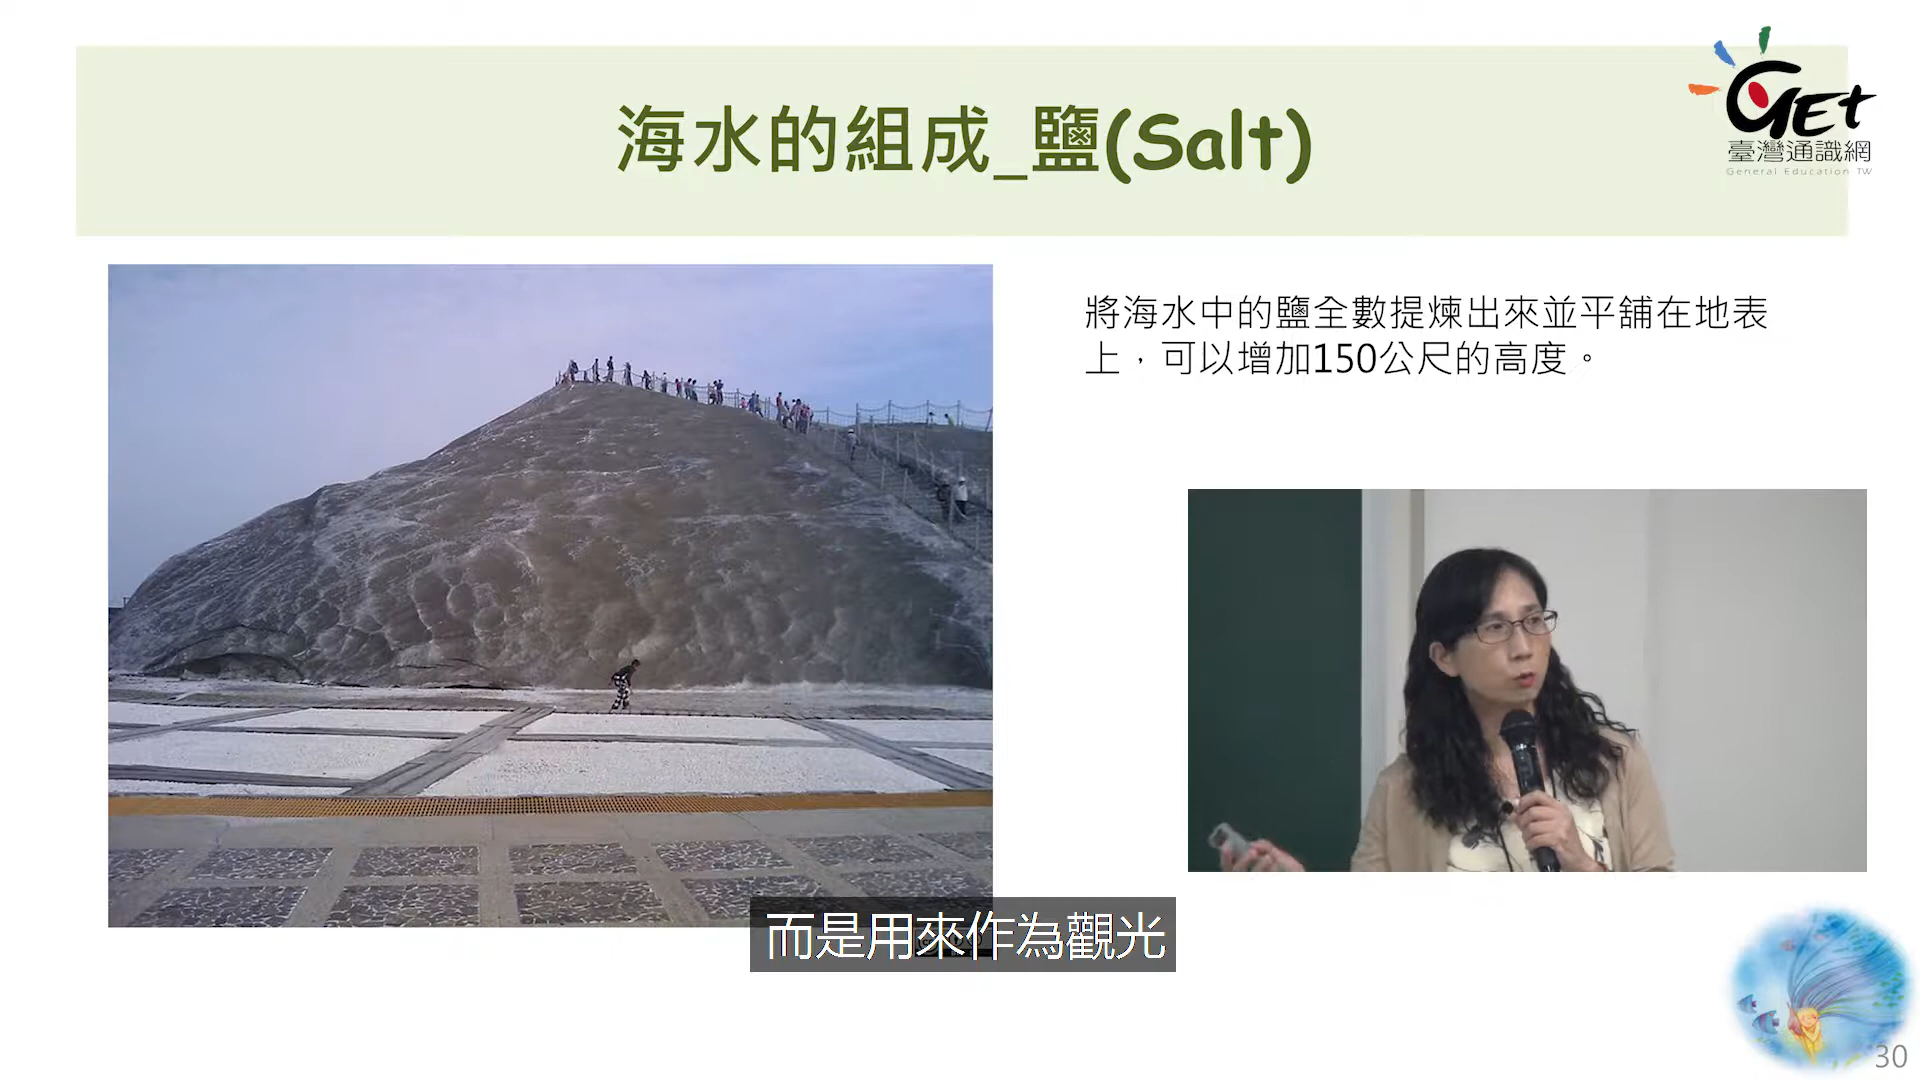 海水的組成_鹽(Salt)
GEt
臺灣通識網
General Education TW
將海水中的鹽全數提煉出來並平舖在地表
上，可以增加150公尺的高度。
而是用來作為觀光
30